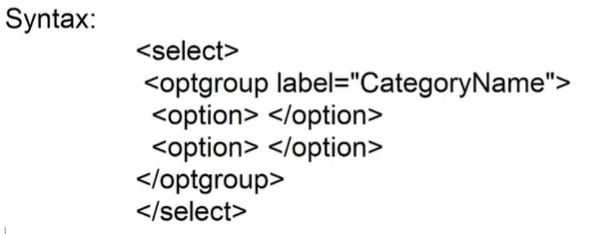 Syntax:
<select>
<optgroup label="CategoryName">
<option> </option>
<option> </option>
</optgroup>
</select>